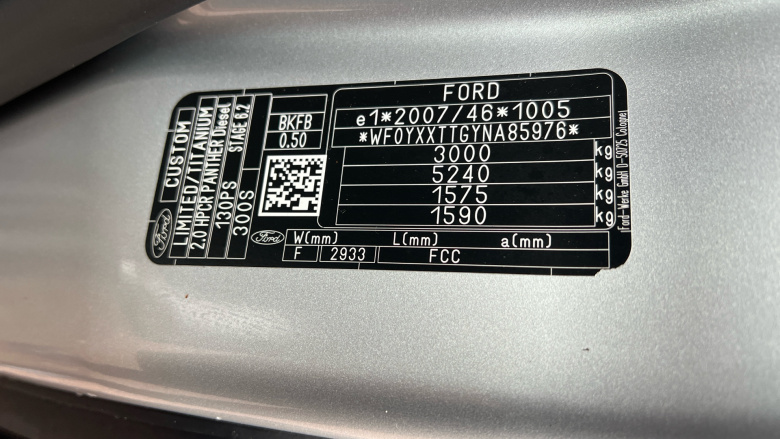 Ford
CUSTOM
LIMITED/TITANIUM
2.0 HPCR PANTHER Diesel
130PS STAGE 6.2
300S
BKFB
0.50
FORD
e1*2007/46*1005
*WF0YXXTTGYNA85976*
3000 kg
5240 kg
1575 kg
1590 kg
Ford-Werke GmbH D-50725 Cologne
Ford
W(mm) L(mm) a(mm)
F 2933 FCC